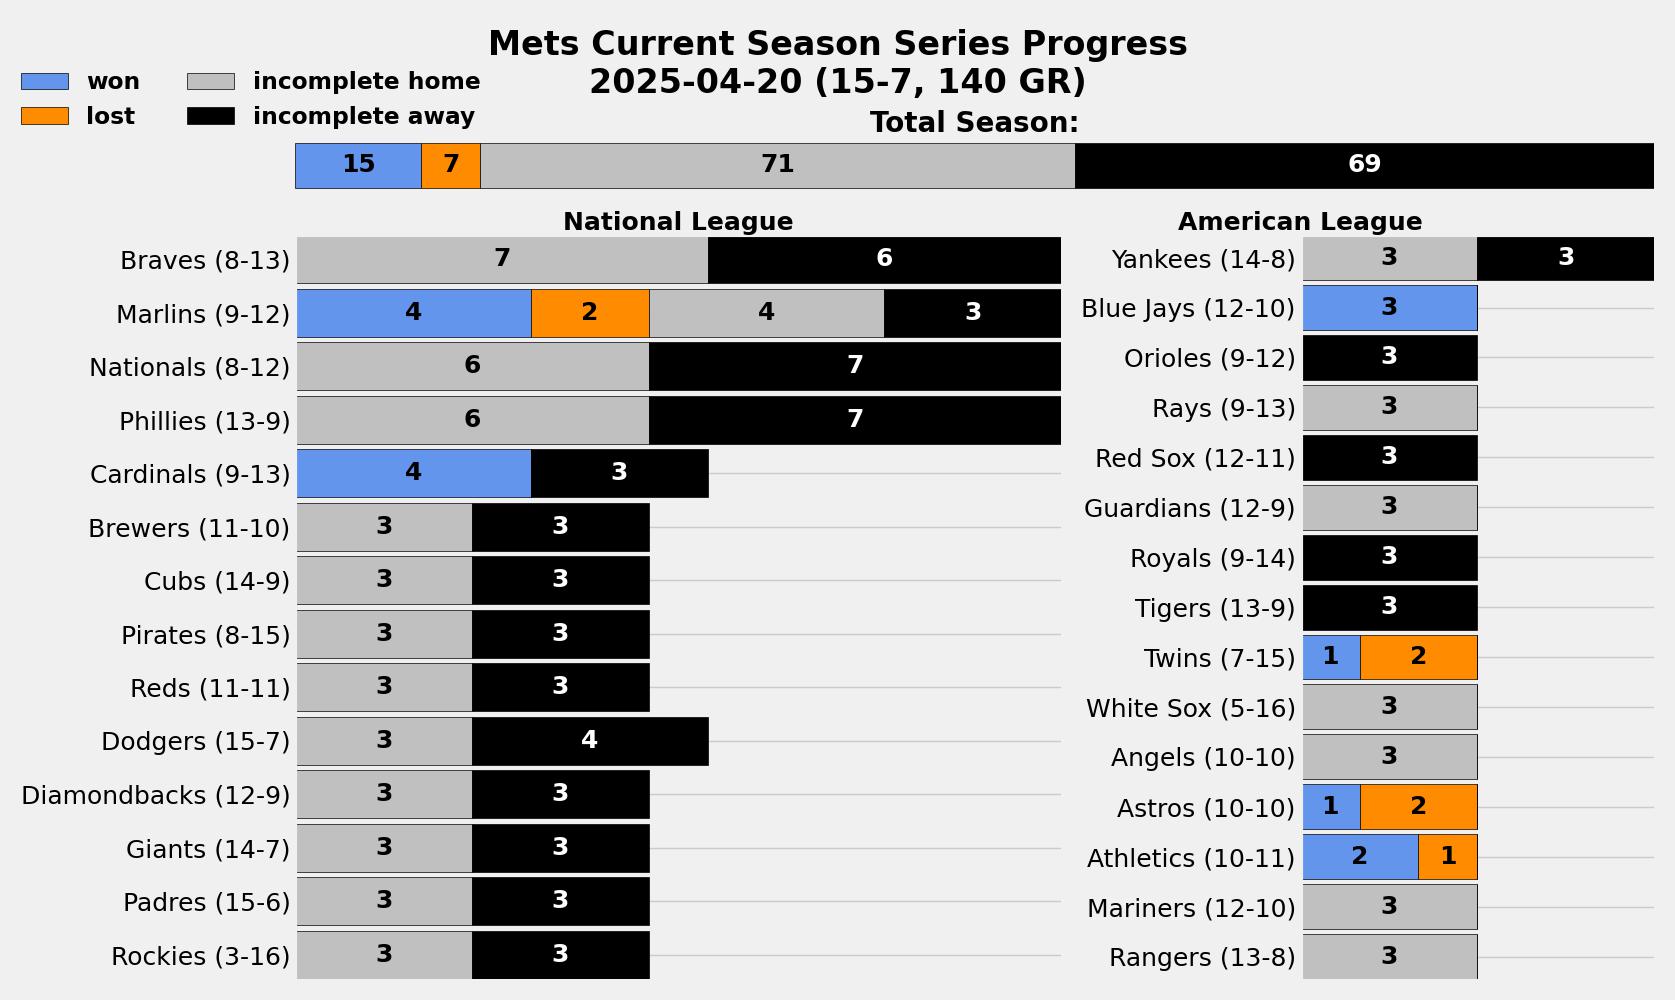 Mets Current Season Series Progress
2025-04-20 (15-7, 140 GR)
won incomplete home
lost incomplete away
Total Season:
15 7 71 69
National League
Braves (8-13) 7 6
Marlins (9-12) 4 2 4 3
Nationals (8-12) 6 7
Phillies (13-9) 6 7
Cardinals (9-13) 4 3
Brewers (11-10) 3 3
Cubs (14-9) 3 3
Pirates (8-15) 3 3
Reds (11-11) 3 3
Dodgers (15-7) 3 4
Diamondbacks (12-9) 3 3
Giants (14-7) 3 3
Padres (15-6) 3 3
Rockies (3-16) 3 3
American League
Yankees (14-8) 3 3
Blue Jays (12-10) 3
Orioles (9-12) 3
Rays (9-13) 3
Red Sox (12-11) 3
Guardians (12-9) 3
Royals (9-14) 3
Tigers (13-9) 3
Twins (7-15) 1 2
White Sox (5-16) 3
Angels (10-10) 3
Astros (10-10) 1 2
Athletics (10-11) 2 1
Mariners (12-10) 3
Rangers (13-8) 3